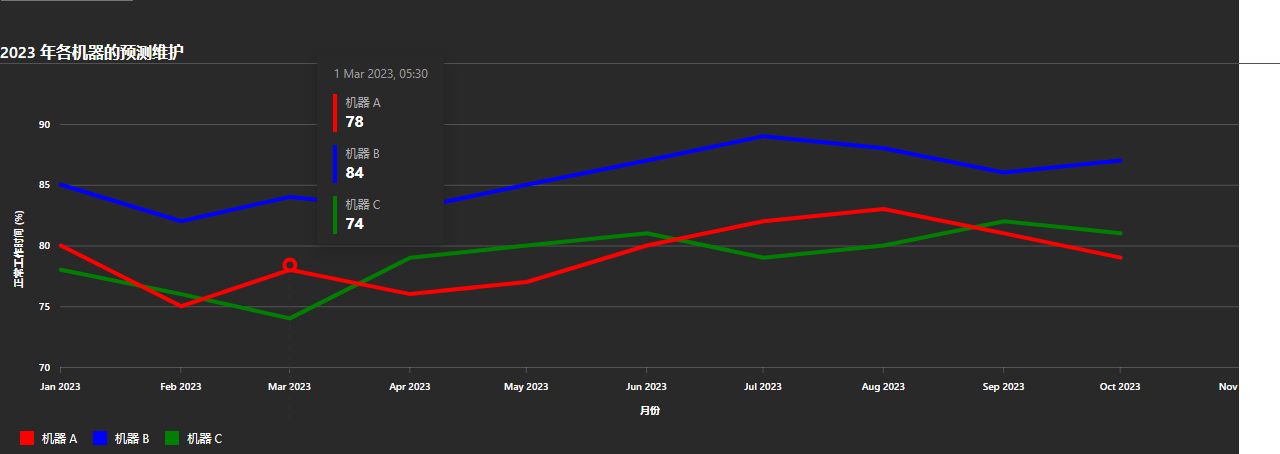 2023 年各机器的预测维护
1 Mar 2023, 05:30
机器 A
78
机器 B
84
机器 C
74
正常工作时间 (%)
90
85
80
75
70
Jan 2023
Feb 2023
Mar 2023
Apr 2023
May 2023
Jun 2023
Jul 2023
Aug 2023
Sep 2023
Oct 2023
Nov
月份
机器 A
机器 B
机器 C